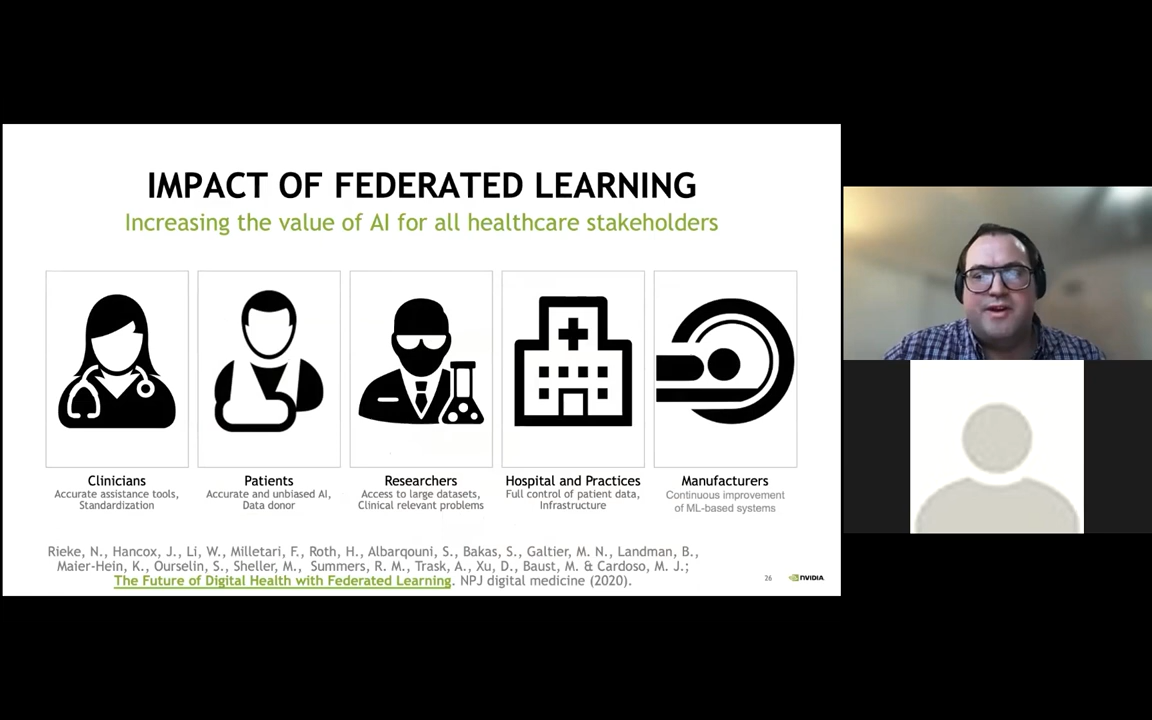 IMPACT OF FEDERATED LEARNING
Increasing the value of AI for all healthcare stakeholders
Clinicians
Accurate assistance tools,
Standardization
Patients
Accurate and unbiased AI,
Data donor
Researchers
Access to large datasets,
Clinical relevant problems
Hospital and Practices
Full control of patient data,
Infrastructure
Manufacturers
Continuous improvement
of ML-based systems
Rieke, N., Hancox, J., Li, W., Milletari, F., Roth, H., Albarqouni, S., Bakas, S., Galtier, M. N., Landman, B.,
Maier-Hein, K., Ourselin, S., Sheller, M., Summers, R. M., Trask, A., Xu, D., Baust, M. & Cardoso, M. J.;
The Future of Digital Health with Federated Learning. NPJ digital medicine (2020).
26
NVIDIA